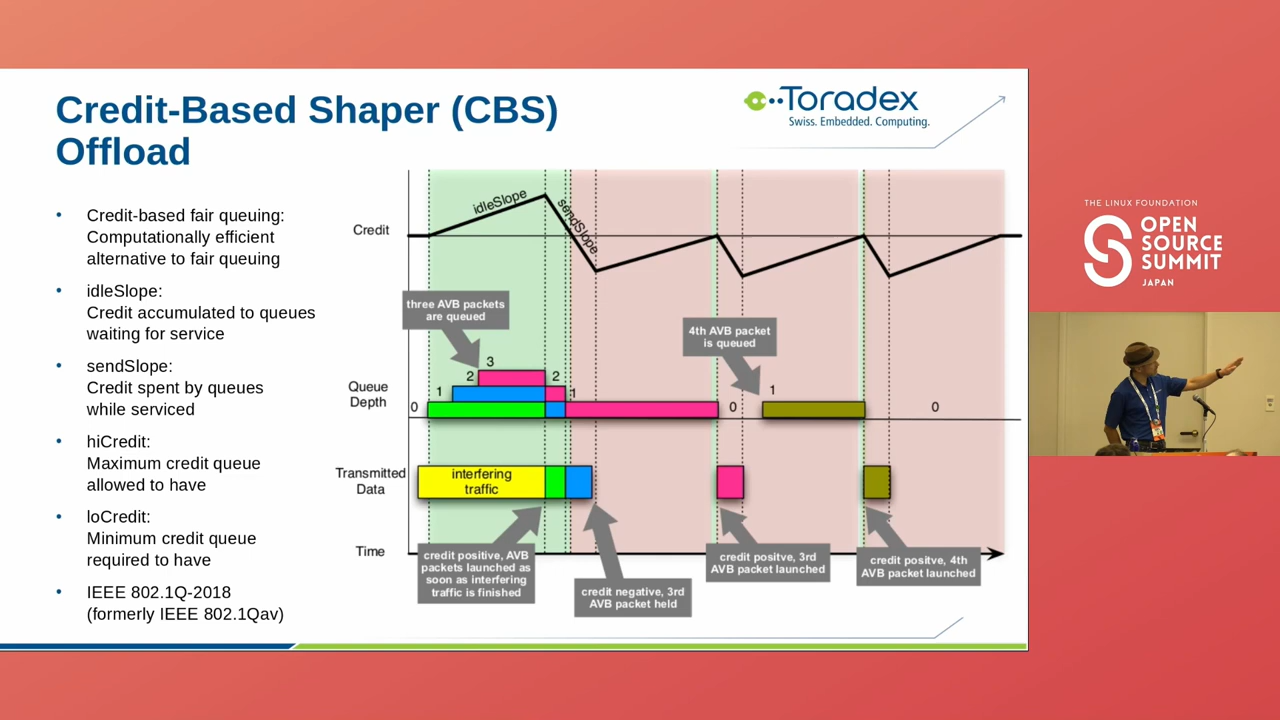 Credit-Based Shaper (CBS)
Offload
Toradex
Swiss. Embedded. Computing.
• Credit-based fair queuing:
Computationally efficient
alternative to fair queuing
• idleSlope:
Credit accumulated to queues
waiting for service
• sendSlope:
Credit spent by queues
while serviced
• hiCredit:
Maximum credit queue
allowed to have
• loCredit:
Minimum credit queue
required to have
• IEEE 802.1Q-2018
(formerly IEEE 802.1Qav)
Credit
idleSlope
sendSlope
three AVB packets
are queued
4th AVB packet
is queued
Queue
Depth
0
1
2
3
2
1
0
1
0
Transmitted
Data
interfering
traffic
Time
credit positive, AVB
packets launched as
soon as interfering
traffic is finished
credit negative, 3rd
AVB packet held
credit positve, 3rd
AVB packet launched
credit positve, 4th
AVB packet launched
THE LINUX FOUNDATION
OPEN
SOURCE
SUMMIT
JAPAN